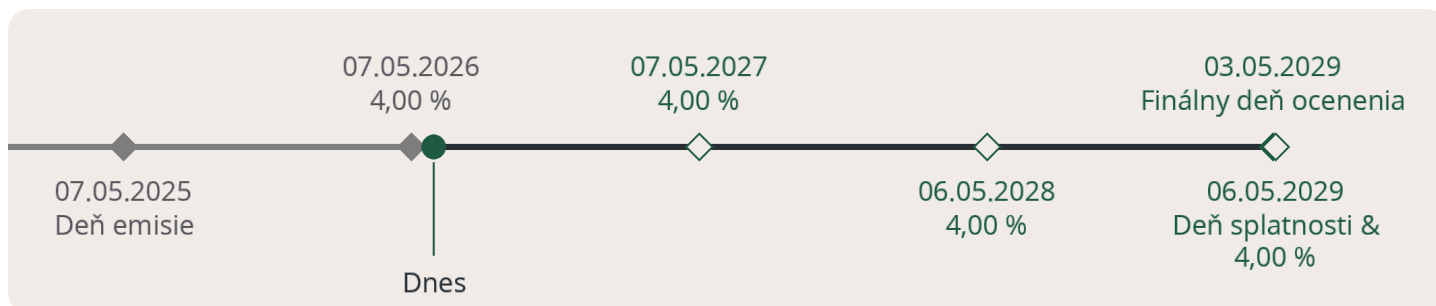 07.05.2026
4,00 %
07.05.2027
4,00 %
03.05.2029
Finálny deň ocenenia
07.05.2025
Deň emisie
06.05.2028
4,00 %
06.05.2029
Deň splatnosti &
4,00 %
Dnes